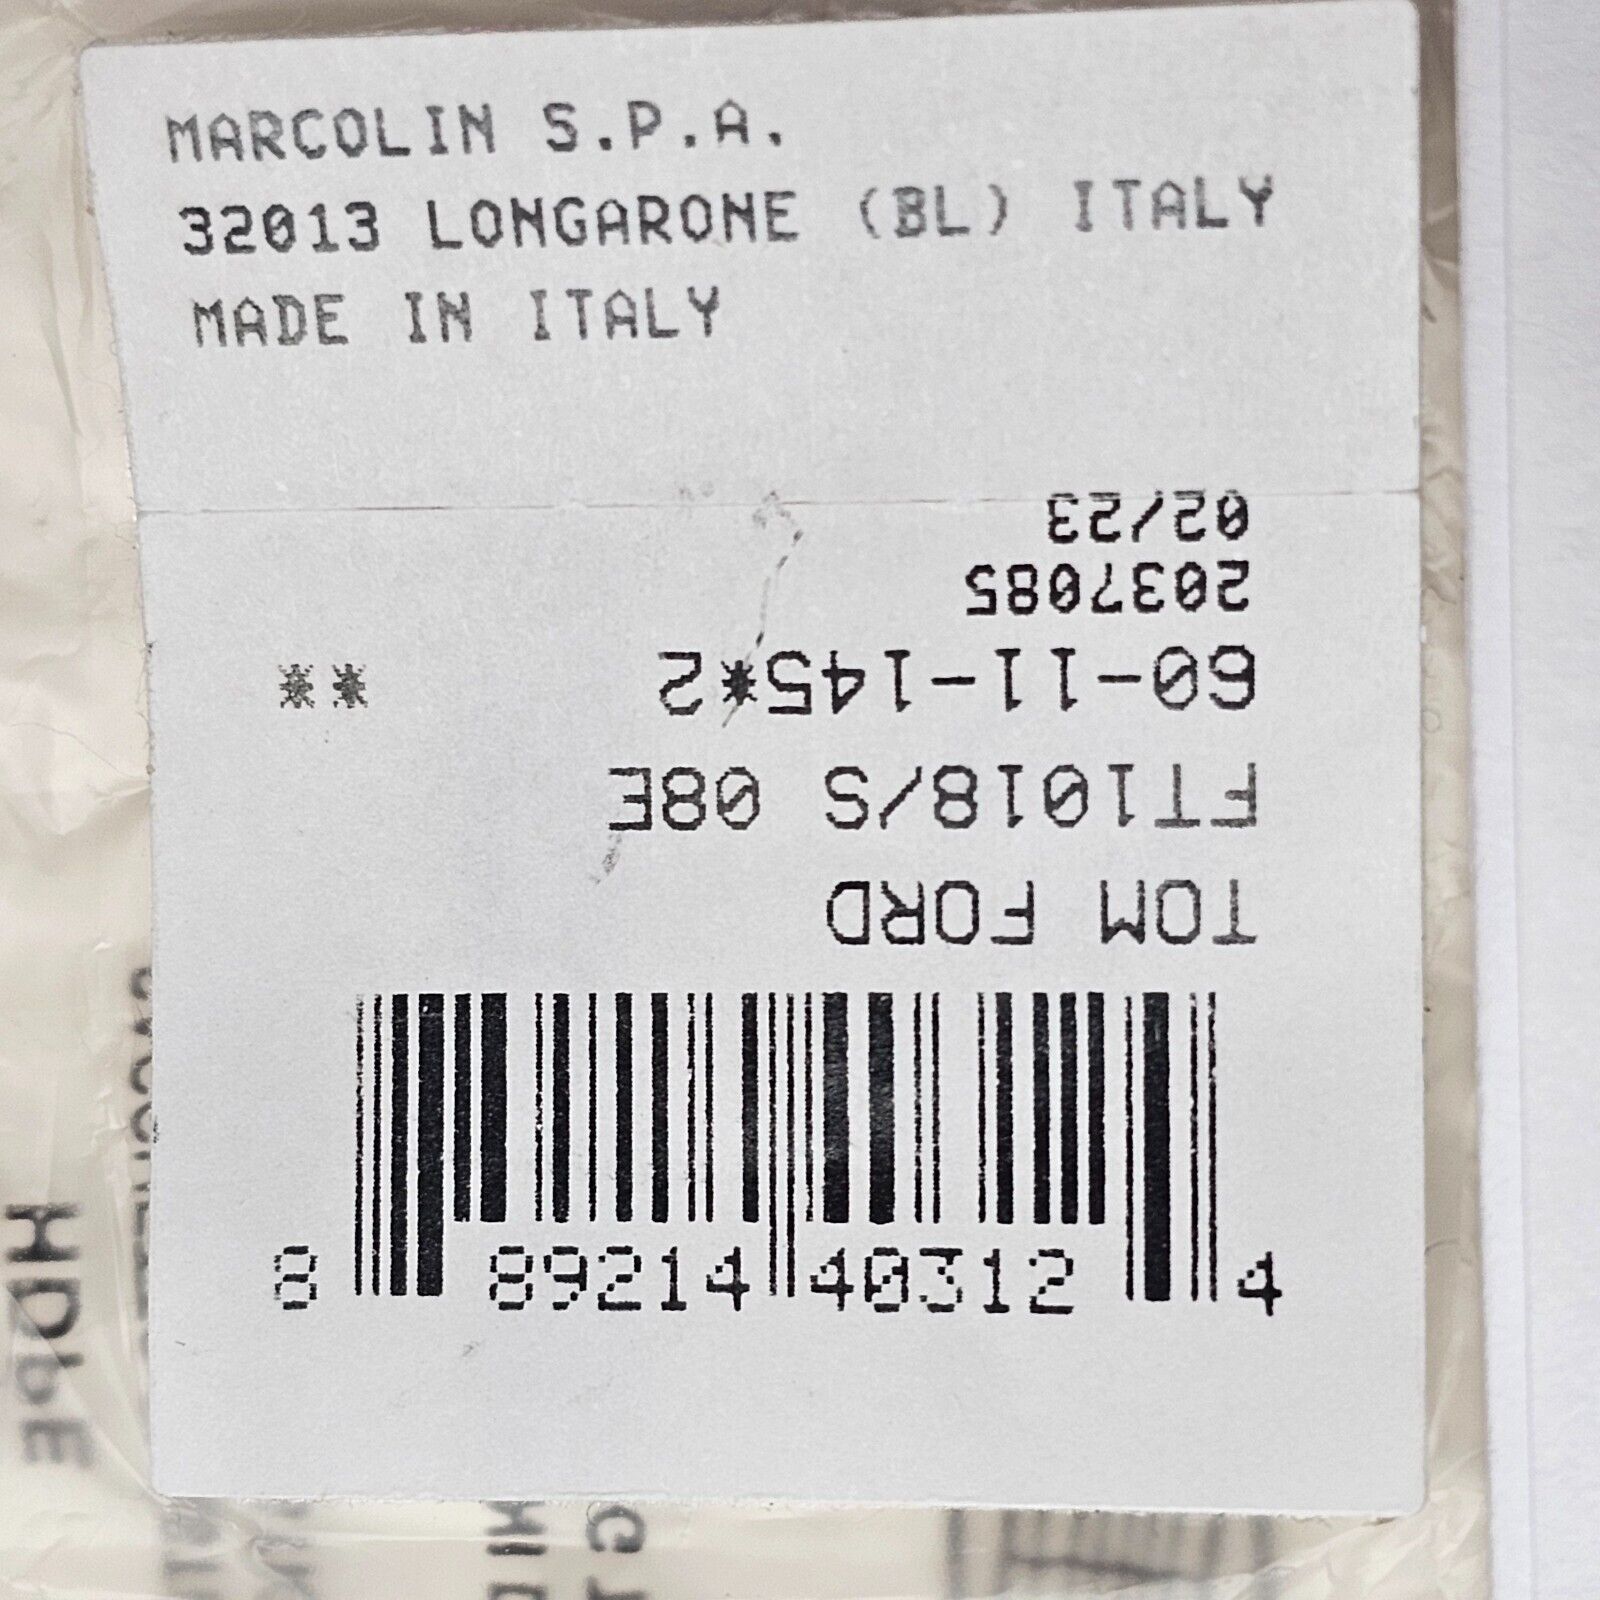 MARCOLIN S.P.A.
32013 LONGARONE (BL) ITALY
MADE IN ITALY
TOM FORD
FT1018/S 08E
60-11-145*2 **
2037085
02/23
8 89214 40312 4
HDPE